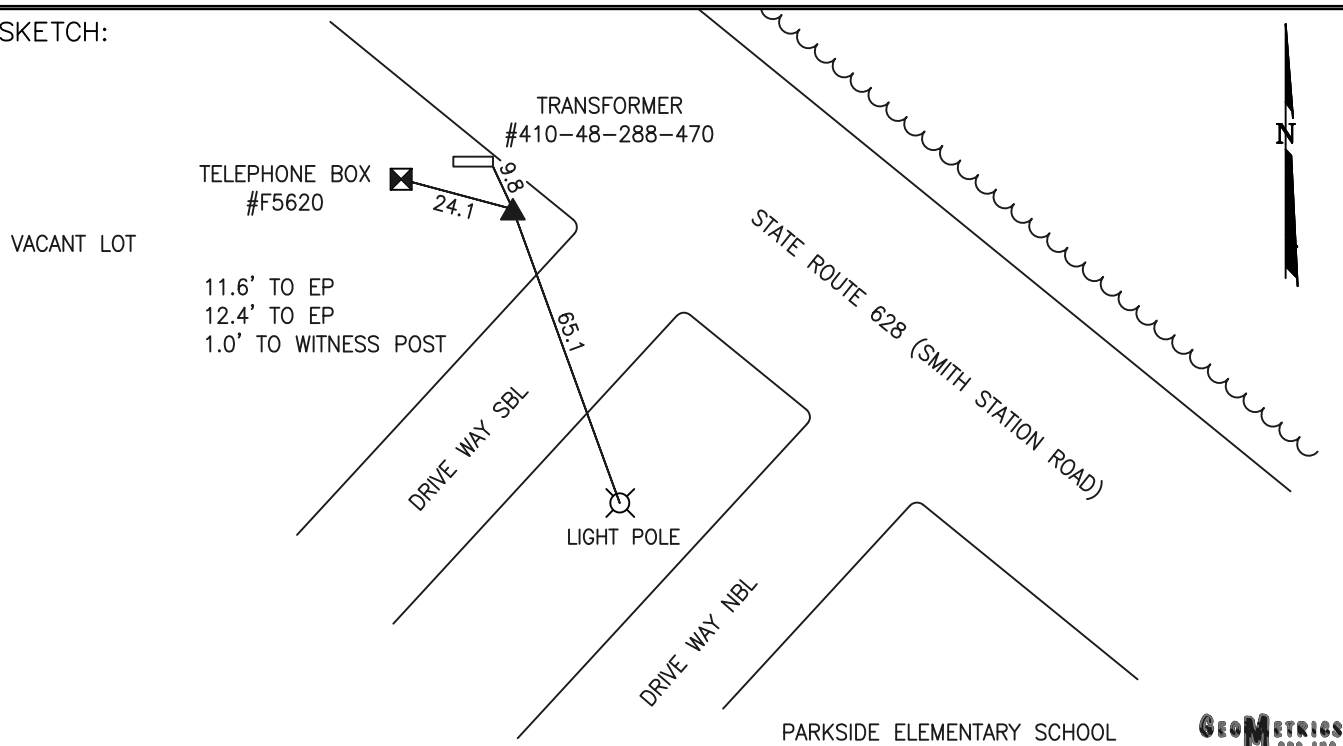 SKETCH:
TRANSFORMER
#410-48-288-470
N
TELEPHONE BOX
#F5620
9.8
24.1
VACANT LOT
11.6' TO EP
12.4' TO EP
1.0' TO WITNESS POST
65.1
STATE ROUTE 628 (SMITH STATION ROAD)
DRIVE WAY SBL
LIGHT POLE
DRIVE WAY NBL
PARKSIDE ELEMENTARY SCHOOL
GEOMETRICS